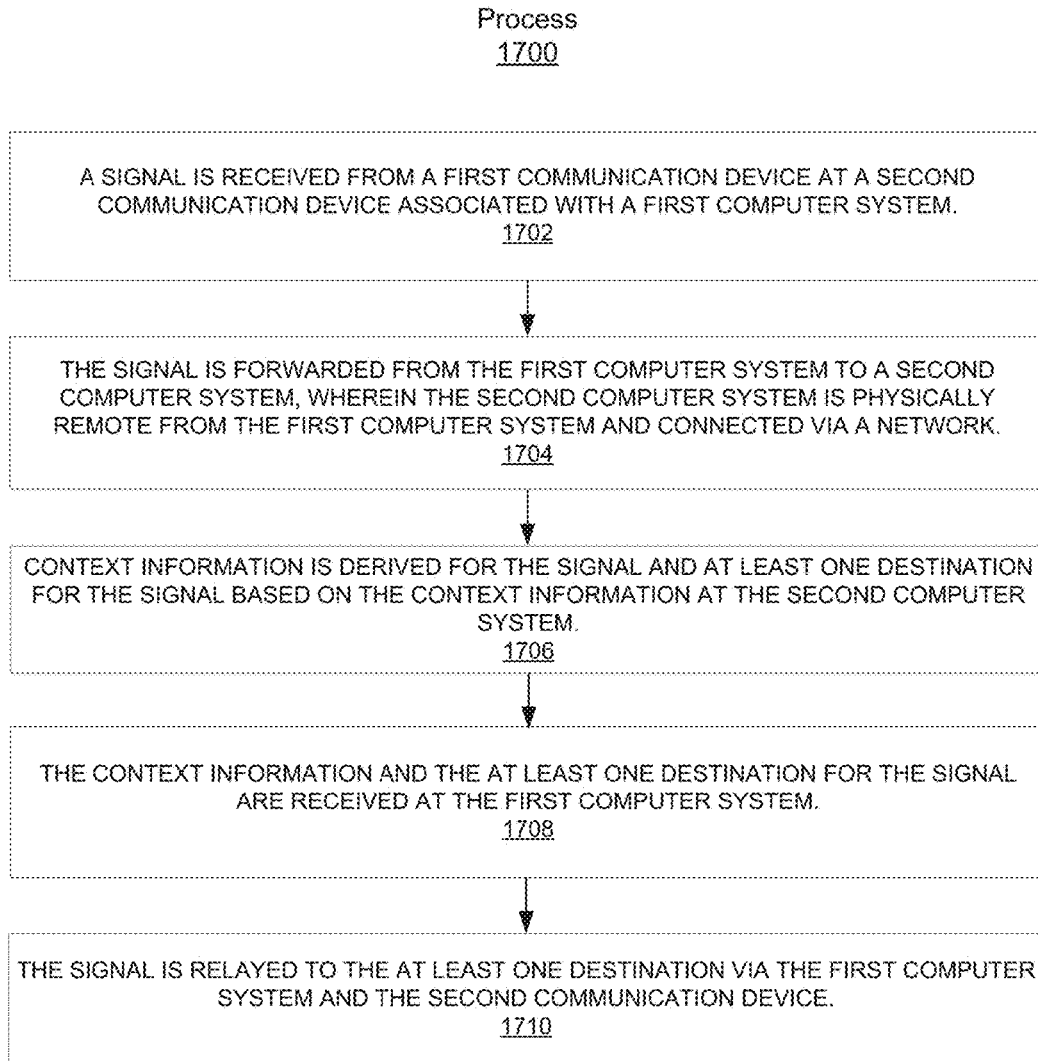 Process
1700
A SIGNAL IS RECEIVED FROM A FIRST COMMUNICATION DEVICE AT A SECOND
COMMUNICATION DEVICE ASSOCIATED WITH A FIRST COMPUTER SYSTEM.
1702
THE SIGNAL IS FORWARDED FROM THE FIRST COMPUTER SYSTEM TO A SECOND
COMPUTER SYSTEM, WHEREIN THE SECOND COMPUTER SYSTEM IS PHYSICALLY
REMOTE FROM THE FIRST COMPUTER SYSTEM AND CONNECTED VIA A NETWORK.
1704
CONTEXT INFORMATION IS DERIVED FOR THE SIGNAL AND AT LEAST ONE DESTINATION
FOR THE SIGNAL BASED ON THE CONTEXT INFORMATION AT THE SECOND COMPUTER
SYSTEM.
1706
THE CONTEXT INFORMATION AND THE AT LEAST ONE DESTINATION FOR THE SIGNAL
ARE RECEIVED AT THE FIRST COMPUTER SYSTEM.
1708
THE SIGNAL IS RELAYED TO THE AT LEAST ONE DESTINATION VIA THE FIRST COMPUTER
SYSTEM AND THE SECOND COMMUNICATION DEVICE.
1710